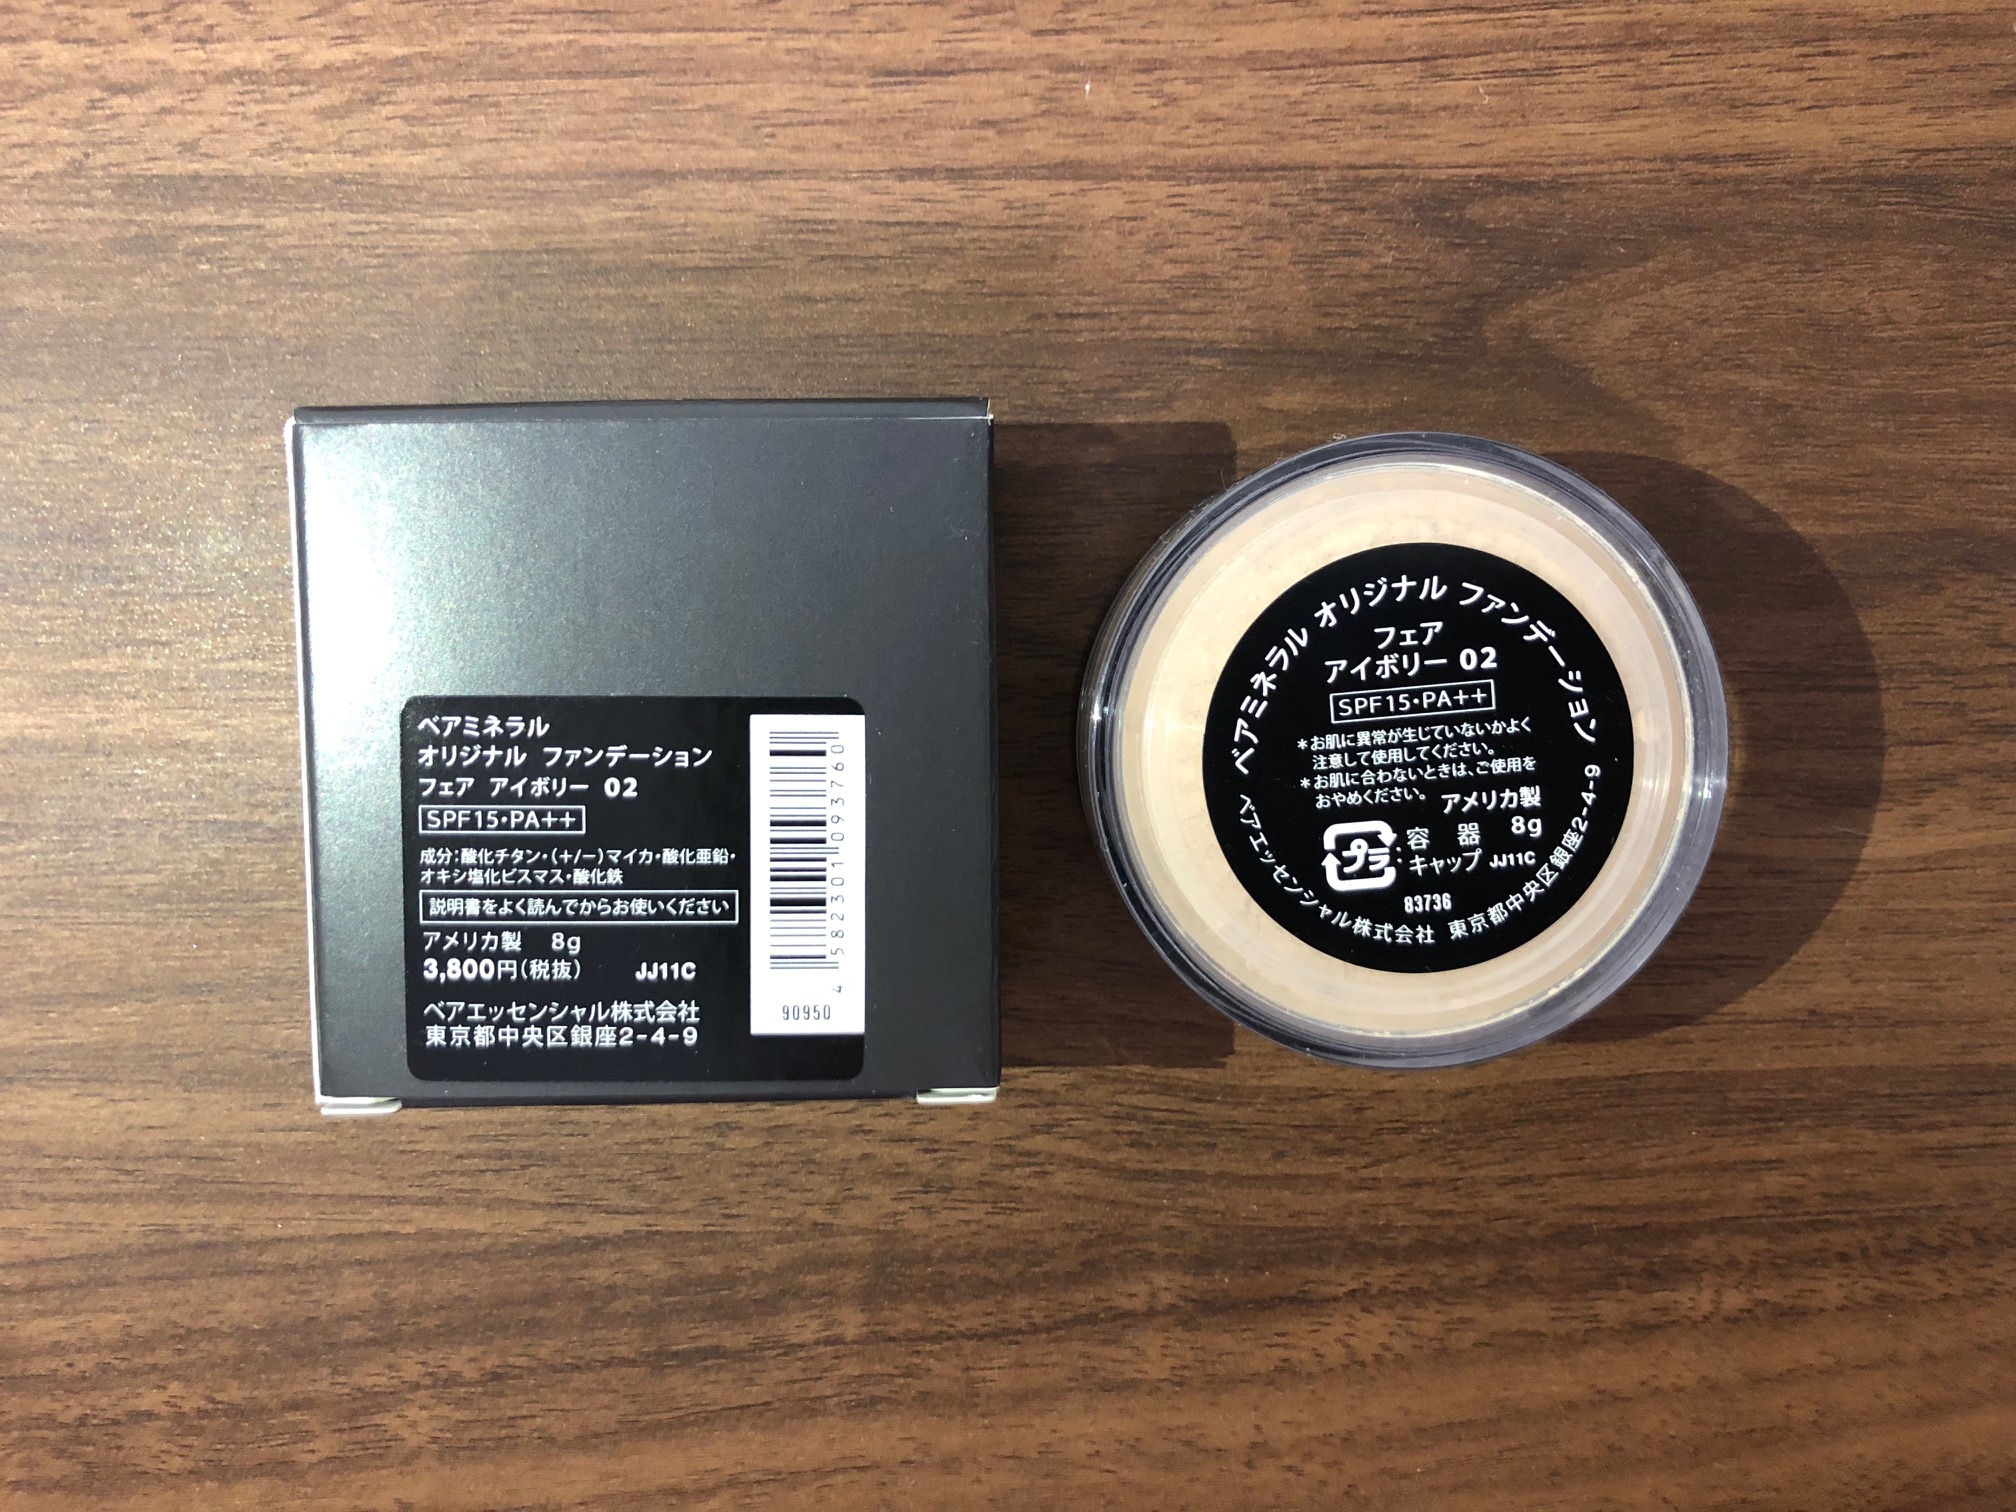 ベアミネラル
オリジナル ファンデーション
フェア アイボリー 02
SPF15・PA++
成分：酸化チタン・(+/−)マイカ・酸化亜鉛・
オキシ塩化ビスマス・酸化鉄
説明書をよく読んでからお使いください
アメリカ製 8g
3,800円(税抜) JJ11C
ベアエッセンシャル株式会社
東京都中央区銀座2-4-9
4 582301 093760
90950
ベアミネラル オリジナル ファンデーション
フェア
アイボリー 02
SPF15・PA++
＊お肌に異常が生じていないかよく
注意して使用してください。
＊お肌に合わないときは、ご使用を
おやめください。
アメリカ製
8g
プラ
：容 器
キャップ JJ11C
83736
ベアエッセンシャル株式会社 東京都中央区銀座2-4-9